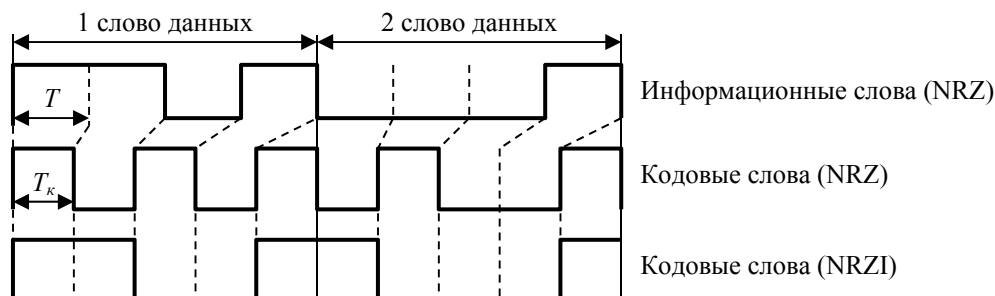 1 слово данных
2 слово данных
T
Информационные слова (NRZ)
Tк
Кодовые слова (NRZ)
Кодовые слова (NRZI)